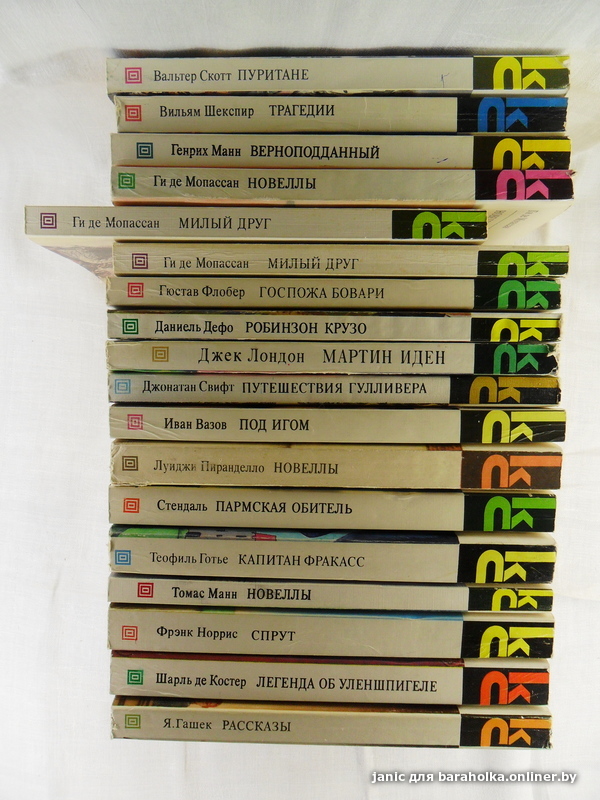 Вальтер Скотт ПУРИТАНЕ
Вильям Шекспир ТРАГЕДИИ
Генрих Манн ВЕРНОПОДДАННЫЙ
Ги де Мопассан НОВЕЛЛЫ
Ги де Мопассан МИЛЫЙ ДРУГ
Ги де Мопассан МИЛЫЙ ДРУГ
Гюстав Флобер ГОСПОЖА БОВАРИ
Даниель Дефо РОБИНЗОН КРУЗО
Джек Лондон МАРТИН ИДЕН
Джонатан Свифт ПУТЕШЕСТВИЯ ГУЛЛИВЕРА
Иван Вазов ПОД ИГОМ
Луиджи Пиранделло НОВЕЛЛЫ
Стендаль ПАРМСКАЯ ОБИТЕЛЬ
Теофиль Готье КАПИТАН ФРАКАСС
Томас Манн НОВЕЛЛЫ
Фрэнк Норрис СПРУТ
Шарль де Костер ЛЕГЕНДА ОБ УЛЕНШПИГЕЛЕ
Я.Гашек РАССКАЗЫ
janic для baraholka.onliner.by